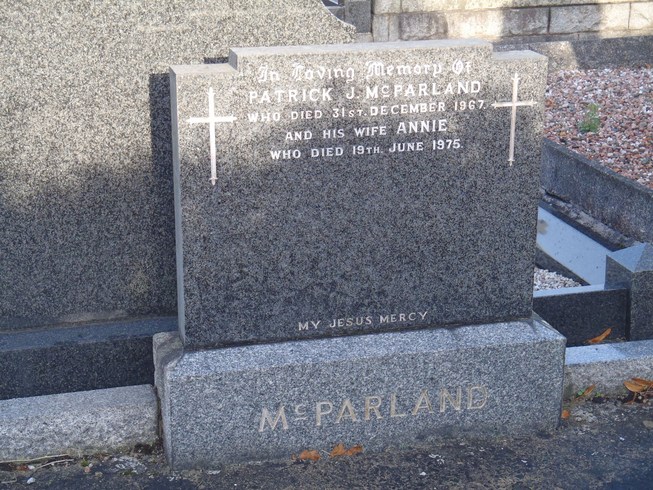 In Loving Memory Of
PATRICK J. McPARLAND
WHO DIED 31ST. DECEMBER 1967.
AND HIS WIFE ANNIE
WHO DIED 19TH. JUNE 1975.
MY JESUS MERCY
McPARLAND